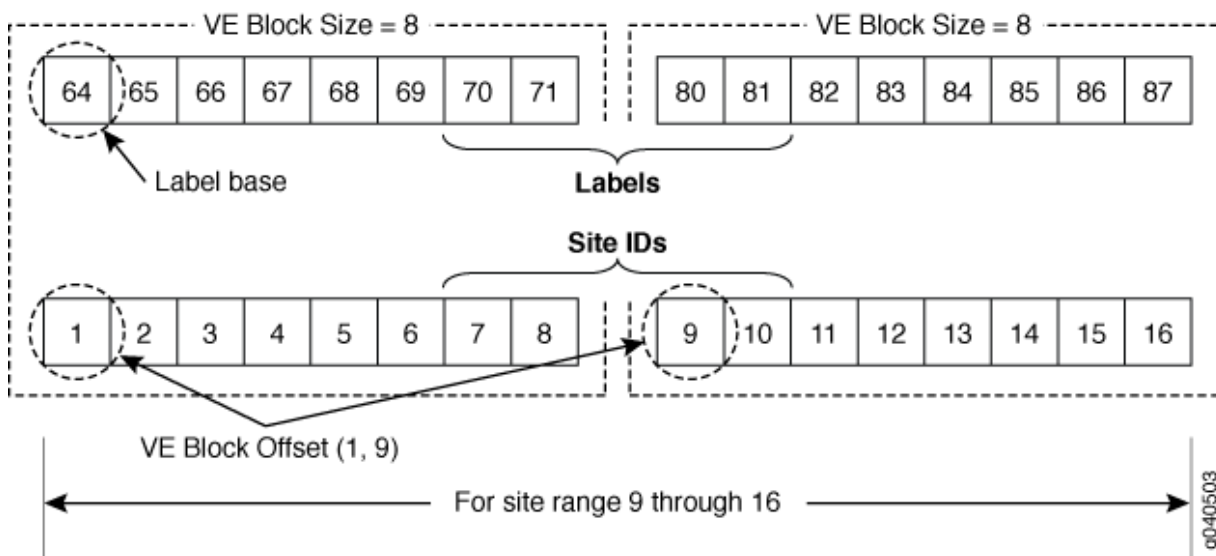 VE Block Size = 8 VE Block Size = 8
64 65 66 67 68 69 70 71 80 81 82 83 84 85 86 87
Label base
Labels
Site IDs
1 2 3 4 5 6 7 8 9 10 11 12 13 14 15 16
VE Block Offset (1, 9)
For site range 9 through 16
g040503